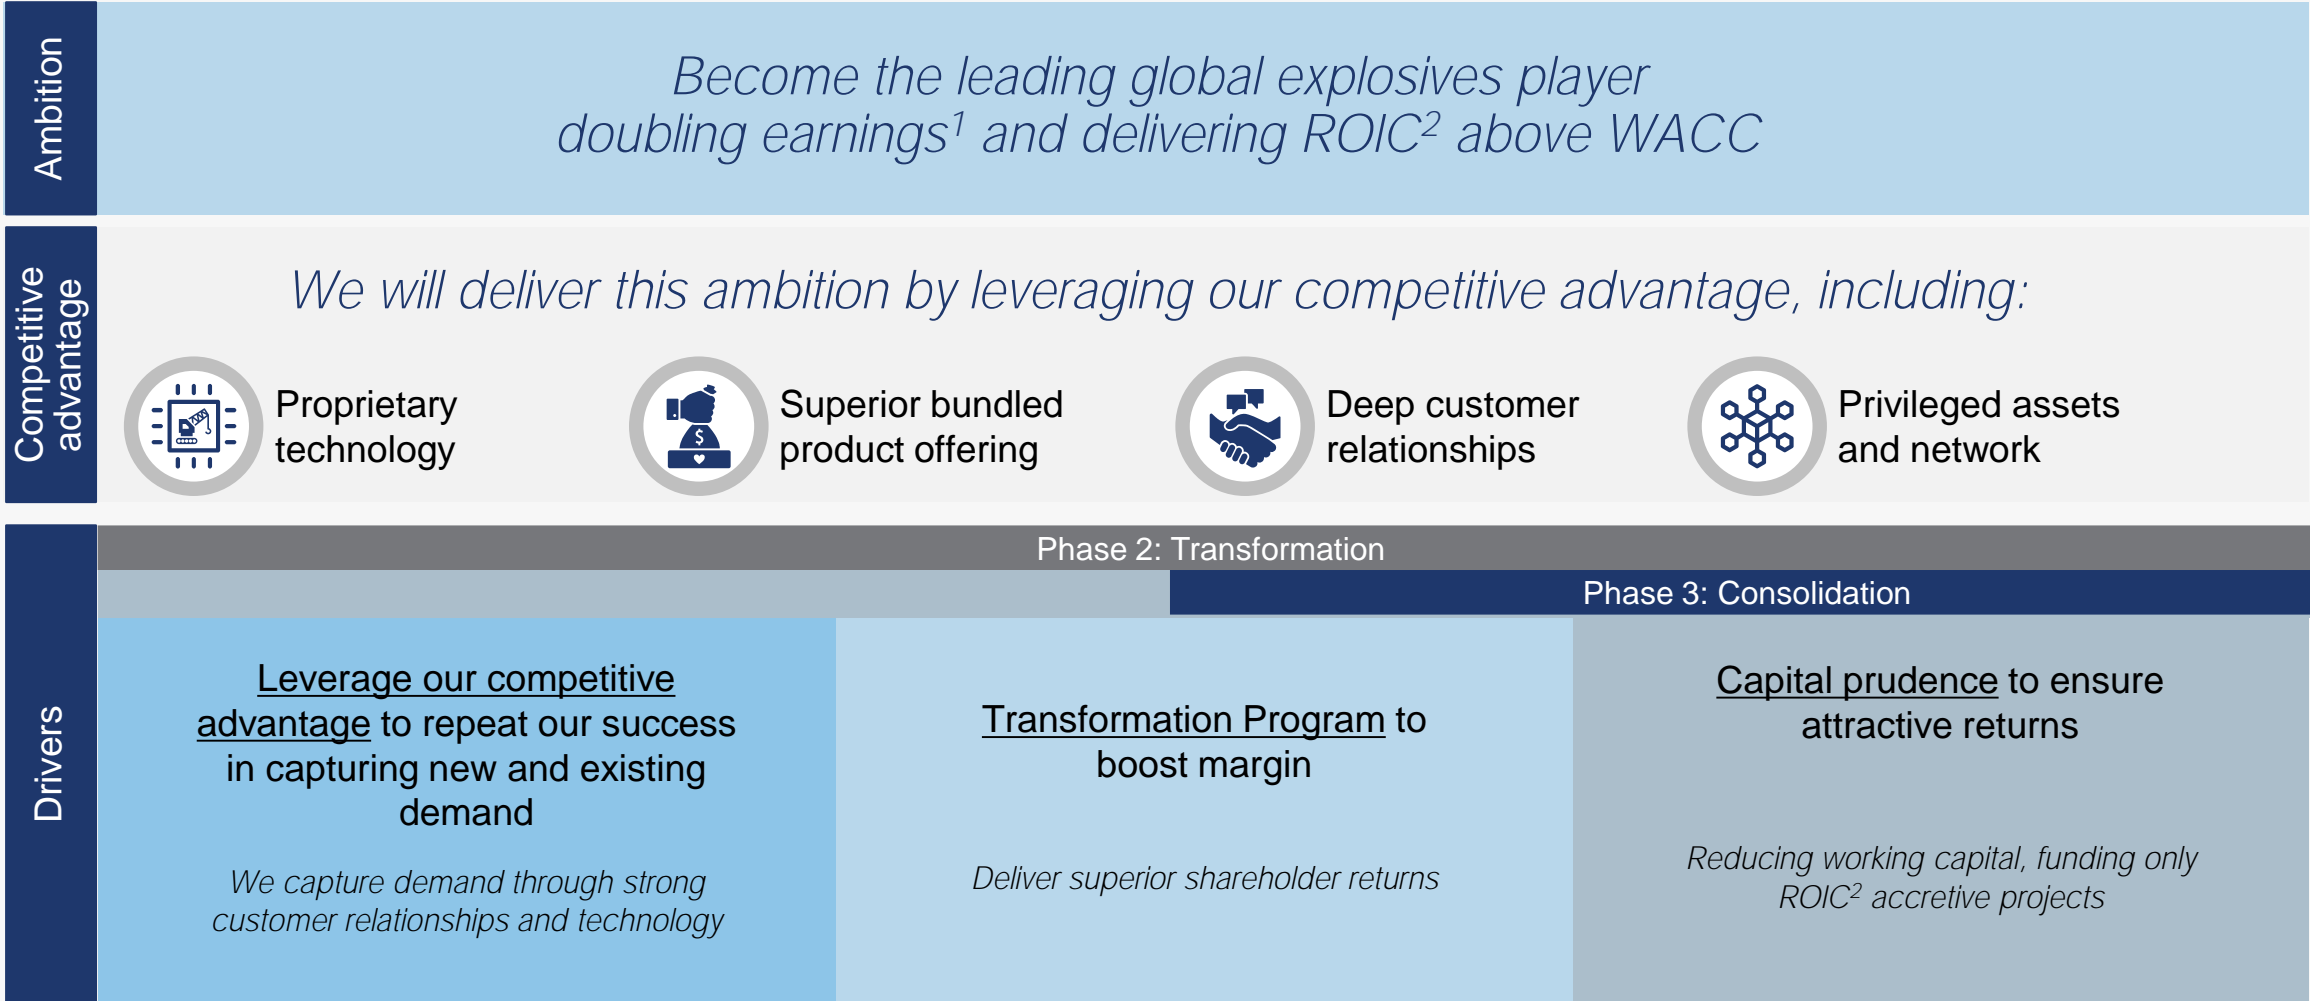 Ambition
Become the leading global explosives player
doubling earnings¹ and delivering ROIC² above WACC
Competitive
advantage
We will deliver this ambition by leveraging our competitive advantage, including:
Proprietary
technology
$
Superior bundled
product offering
Deep customer
relationships
Privileged assets
and network
Drivers
Phase 2: Transformation
Phase 3: Consolidation
Leverage our competitive
advantage to repeat our success
in capturing new and existing
demand
We capture demand through strong
customer relationships and technology
Transformation Program to
boost margin
Deliver superior shareholder returns
Capital prudence to ensure
attractive returns
Reducing working capital, funding only
ROIC² accretive projects